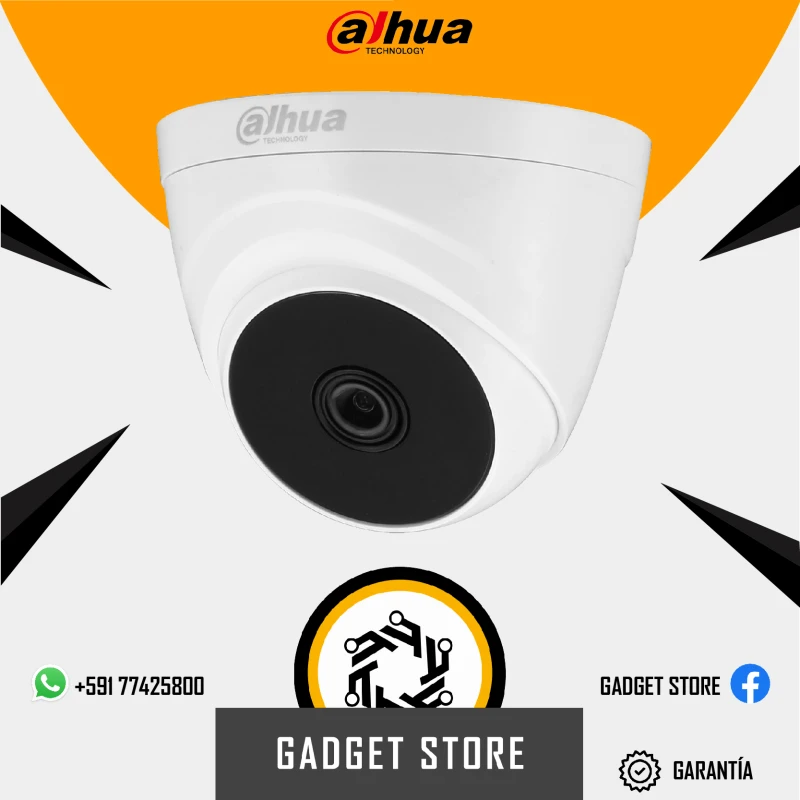 alhua
TECHNOLOGY
alhua
TECHNOLOGY
+591 77425800
GADGET STORE
GADGET STORE
GARANTÍA